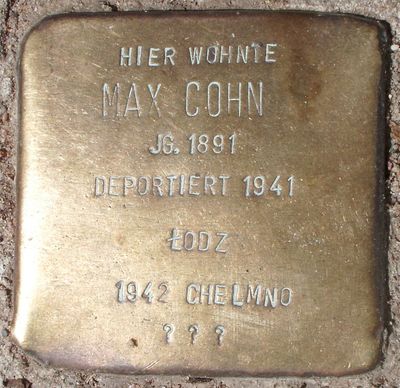 HIER WOHNTE
MAX COHN
JG. 1891
DEPORTIERT 1941
ŁODZ
1942 CHELMNO
? ? ?